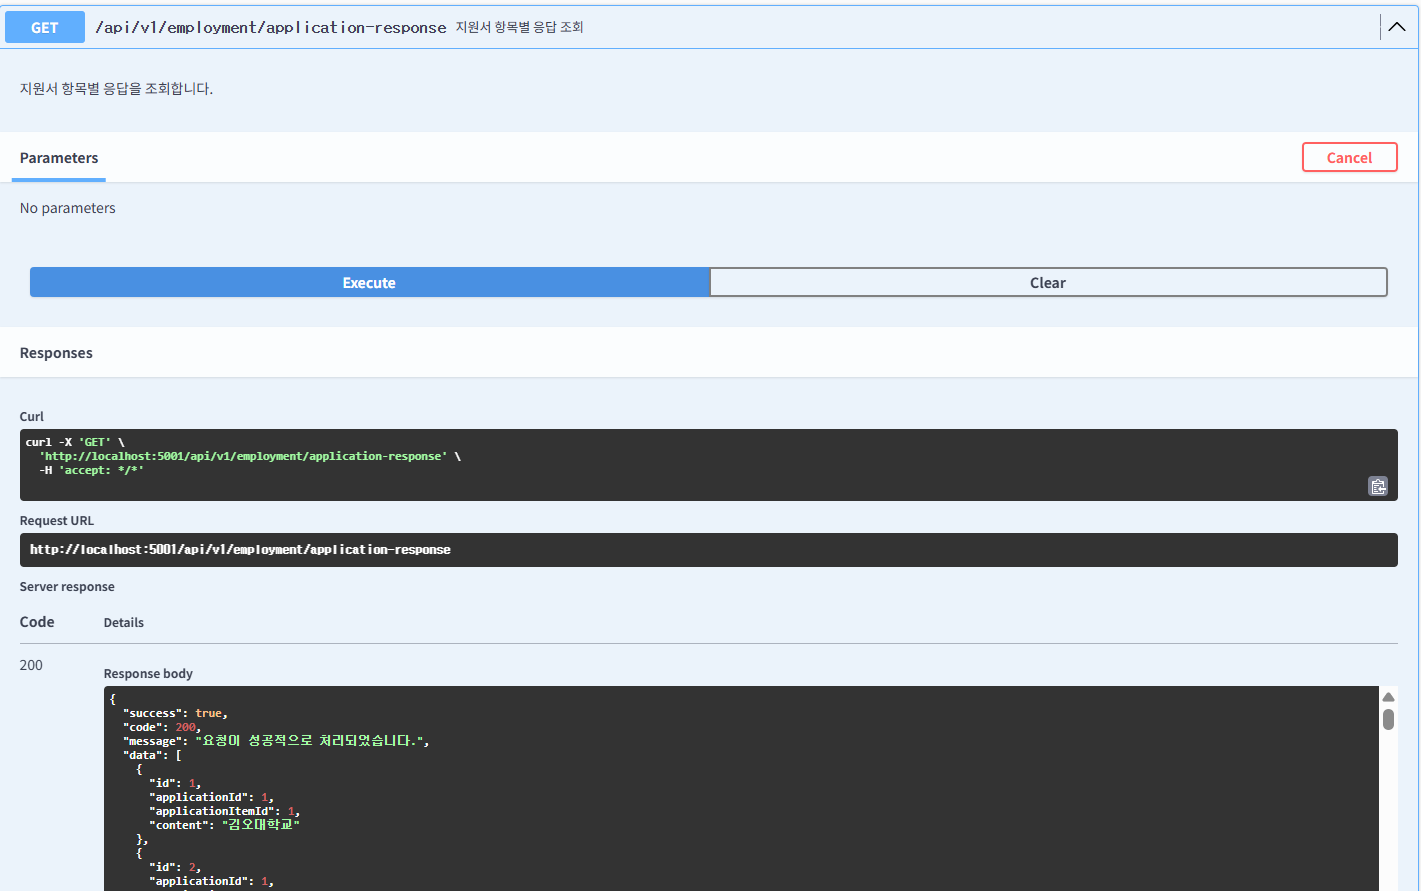 GET /api/v1/employment/application-response 지원서 항목별 응답 조회
지원서 항목별 응답을 조회합니다.
Parameters
Cancel
No parameters
Execute
Clear
Responses
Curl
curl -X 'GET' \
'http://localhost:5001/api/v1/employment/application-response' \
-H 'accept: */*'
Request URL
http://localhost:5001/api/v1/employment/application-response
Server response
Code Details
200
Response body
{
"success": true,
"code": 200,
"message": "요청이 성공적으로 처리되었습니다.",
"data": [
{
"id": 1,
"applicationId": 1,
"applicationItemId": 1,
"content": "김오대학교"
},
{
"id": 2,
"applicationId": 1,